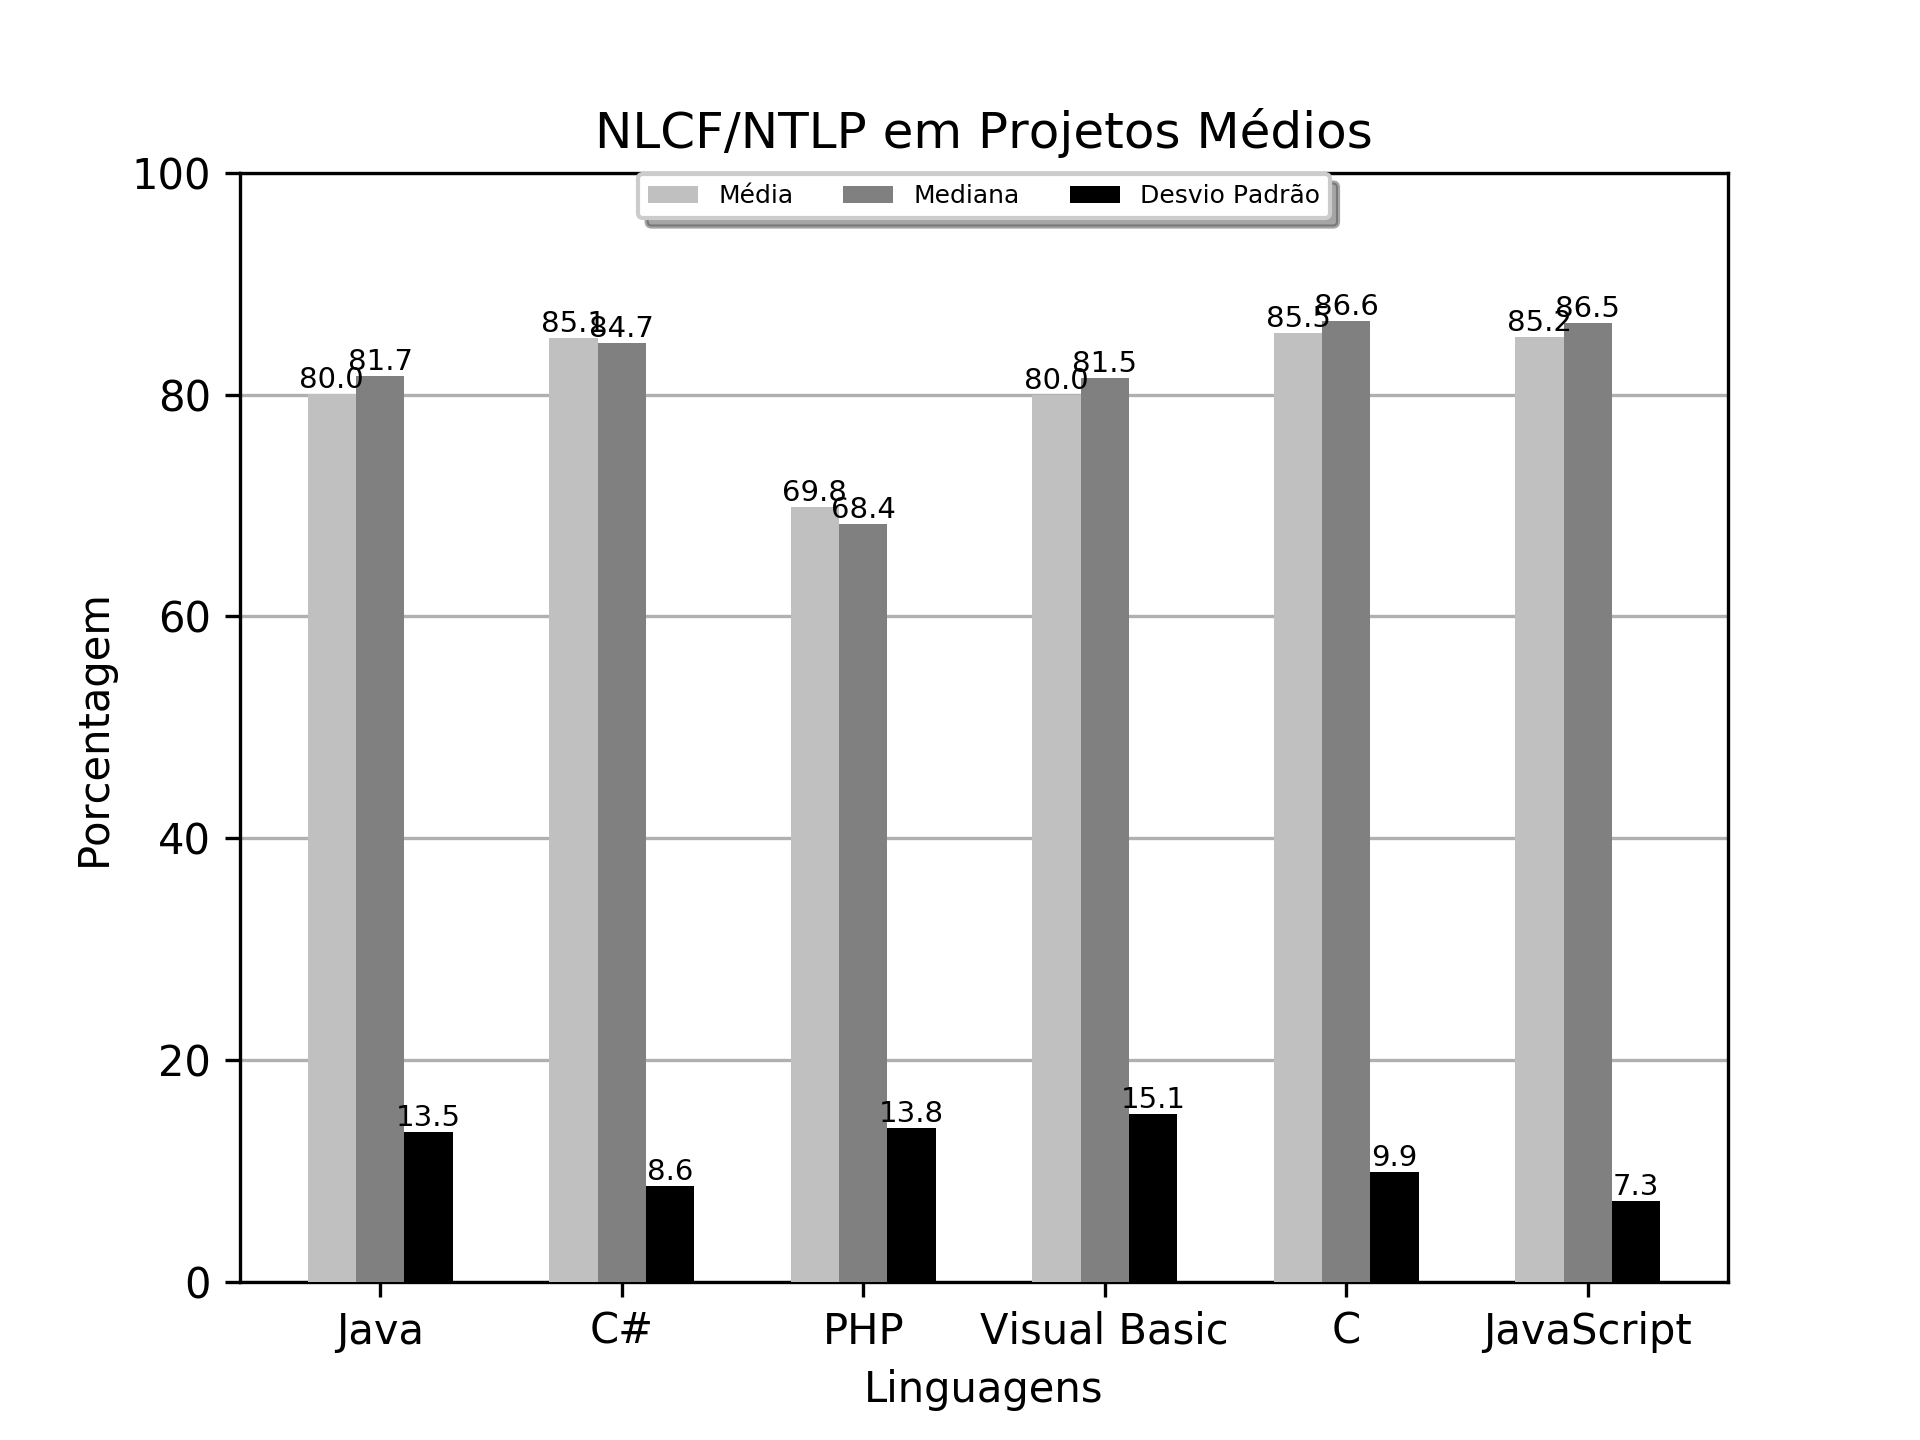 NLCF/NTLP em Projetos Médios
Média Mediana Desvio Padrão
100
80
60
40
20
0
Porcentagem
80.0 81.7 13.5
85.1 84.7 8.6
69.8 68.4 13.8
80.0 81.5 15.1
85.5 86.6 9.9
85.2 86.5 7.3
Java C# PHP Visual Basic C JavaScript
Linguagens